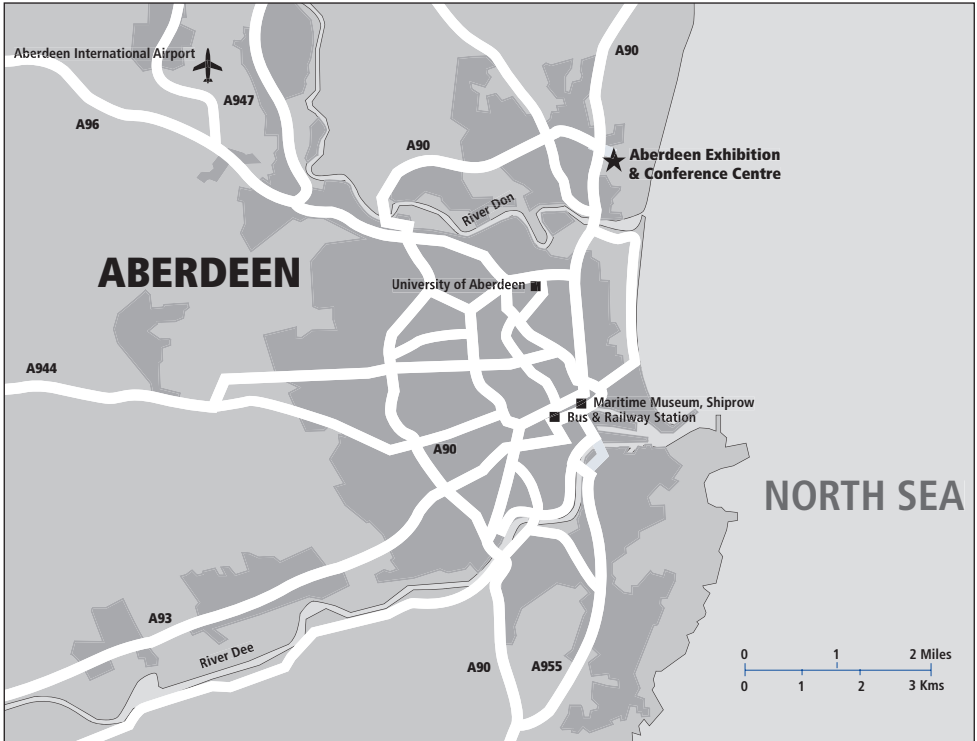 Aberdeen International Airport
A90
A947
A96
A90
Aberdeen Exhibition
& Conference Centre
River Don
ABERDEEN
University of Aberdeen
A944
Maritime Museum, Shiprow
Bus & Railway Station
A90
NORTH SEA
A93
River Dee
A90
A955
0 1 2 Miles
0 1 2 3 Kms